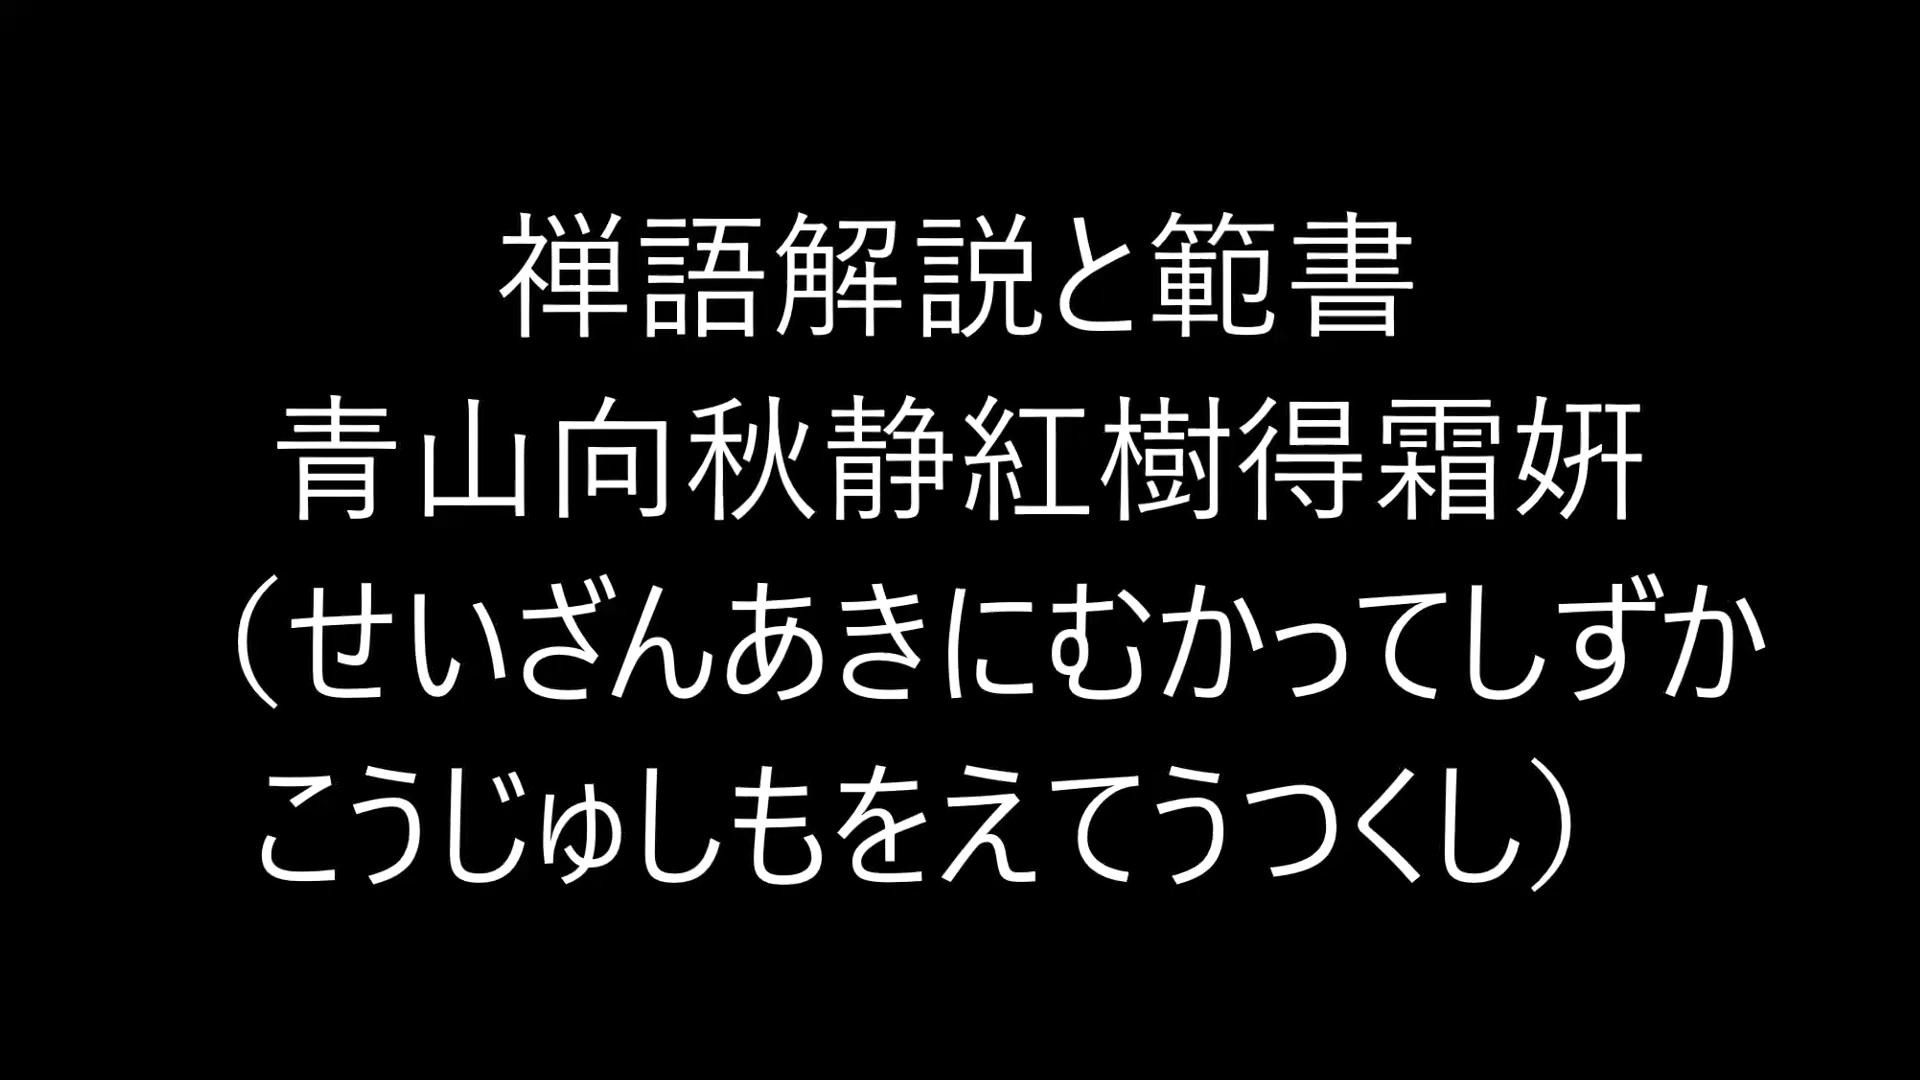 禅語解説と範書
青山向秋静紅樹得霜姸
（せいざんあきにむかってしずか
こうじゅしもをえてうつくし）